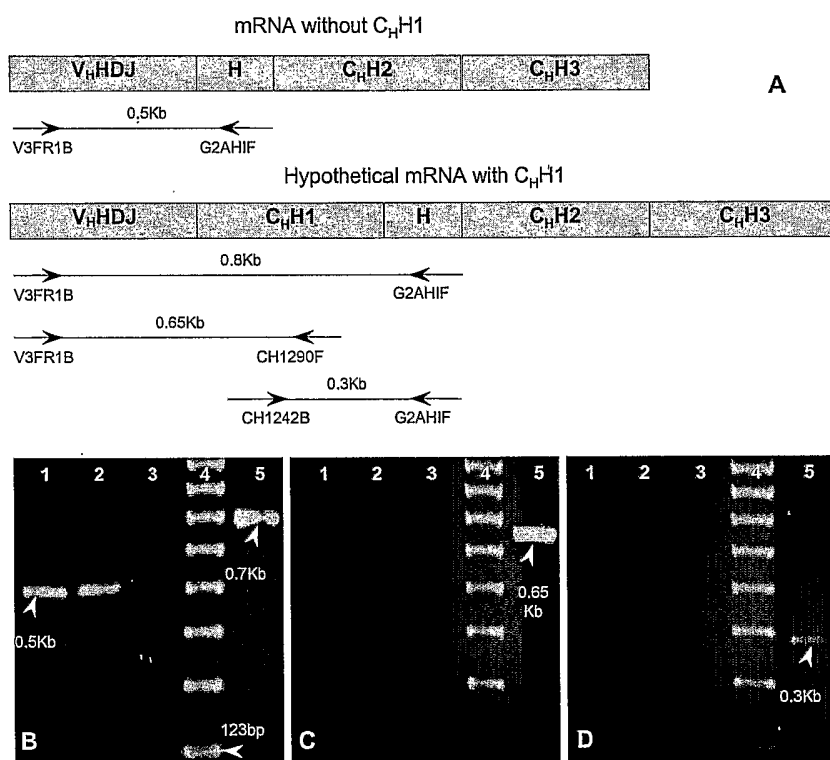 mRNA without CHH1
VHHDJ H CHH2 CHH3
A
0.5Kb
V3FR1B G2AHIF
Hypothetical mRNA with CHH1
VHHDJ CHH1 H CHH2 CHH3
0.8Kb
V3FR1B G2AHIF
0.65Kb
V3FR1B CH1290F
0.3Kb
CH1242B G2AHIF
1 2 3 4 5 1 2 3 4 5 1 2 3 4 5
0.7Kb
0.5Kb
0.65
Kb
0.3Kb
123bp
B C D